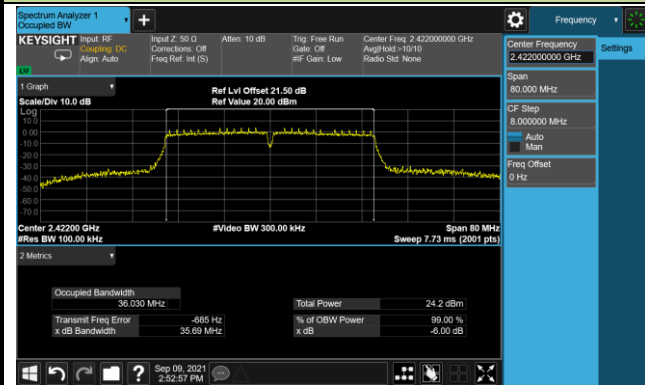 Spectrum Analyzer 1
Occupied BW
Frequency
KEYSIGHT
Input: RF
Coupling: DC
Align: Auto
Input Z: 50 Ω
Corrections: Off
Freq Ref: Int (S)
Atten: 10 dB
Trig: Free Run
Gate: Off
#IF Gain: Low
Center Freq: 2.422000000 GHz
Avg|Hold:>10/10
Radio Std: None
Center Frequency
2.422000000 GHz
Settings
Span
80.000 MHz
CF Step
8.000000 MHz
Auto
Man
Freq Offset
0 Hz
1 Graph
Scale/Div 10.0 dB
Ref Lvl Offset 21.50 dB
Ref Value 20.00 dBm
Log
10.0
0.00
-10.0
-20.0
-30.0
-40.0
-50.0
-60.0
-70.0
Center 2.42200 GHz
#Video BW 300.00 kHz
Span 80 MHz
#Res BW 100.00 kHz
Sweep 7.73 ms (2001 pts)
2 Metrics
Occupied Bandwidth
36.030 MHz
Total Power 24.2 dBm
Transmit Freq Error -685 Hz
% of OBW Power 99.00 %
x dB Bandwidth 35.69 MHz
x dB -6.00 dB
Sep 09, 2021
2:52:57 PM